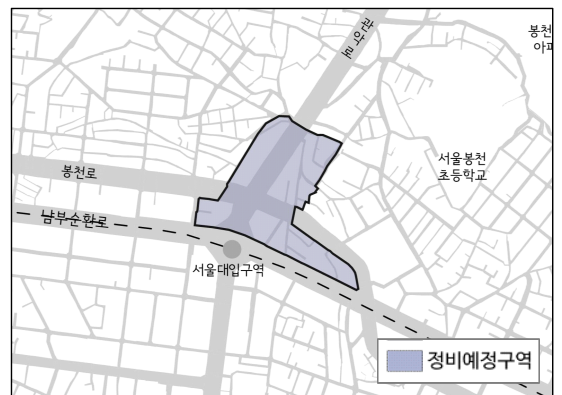 관악로
봉천
아파
서울봉천
초등학교
봉천로
남부순환로
서울대입구역
정비예정구역